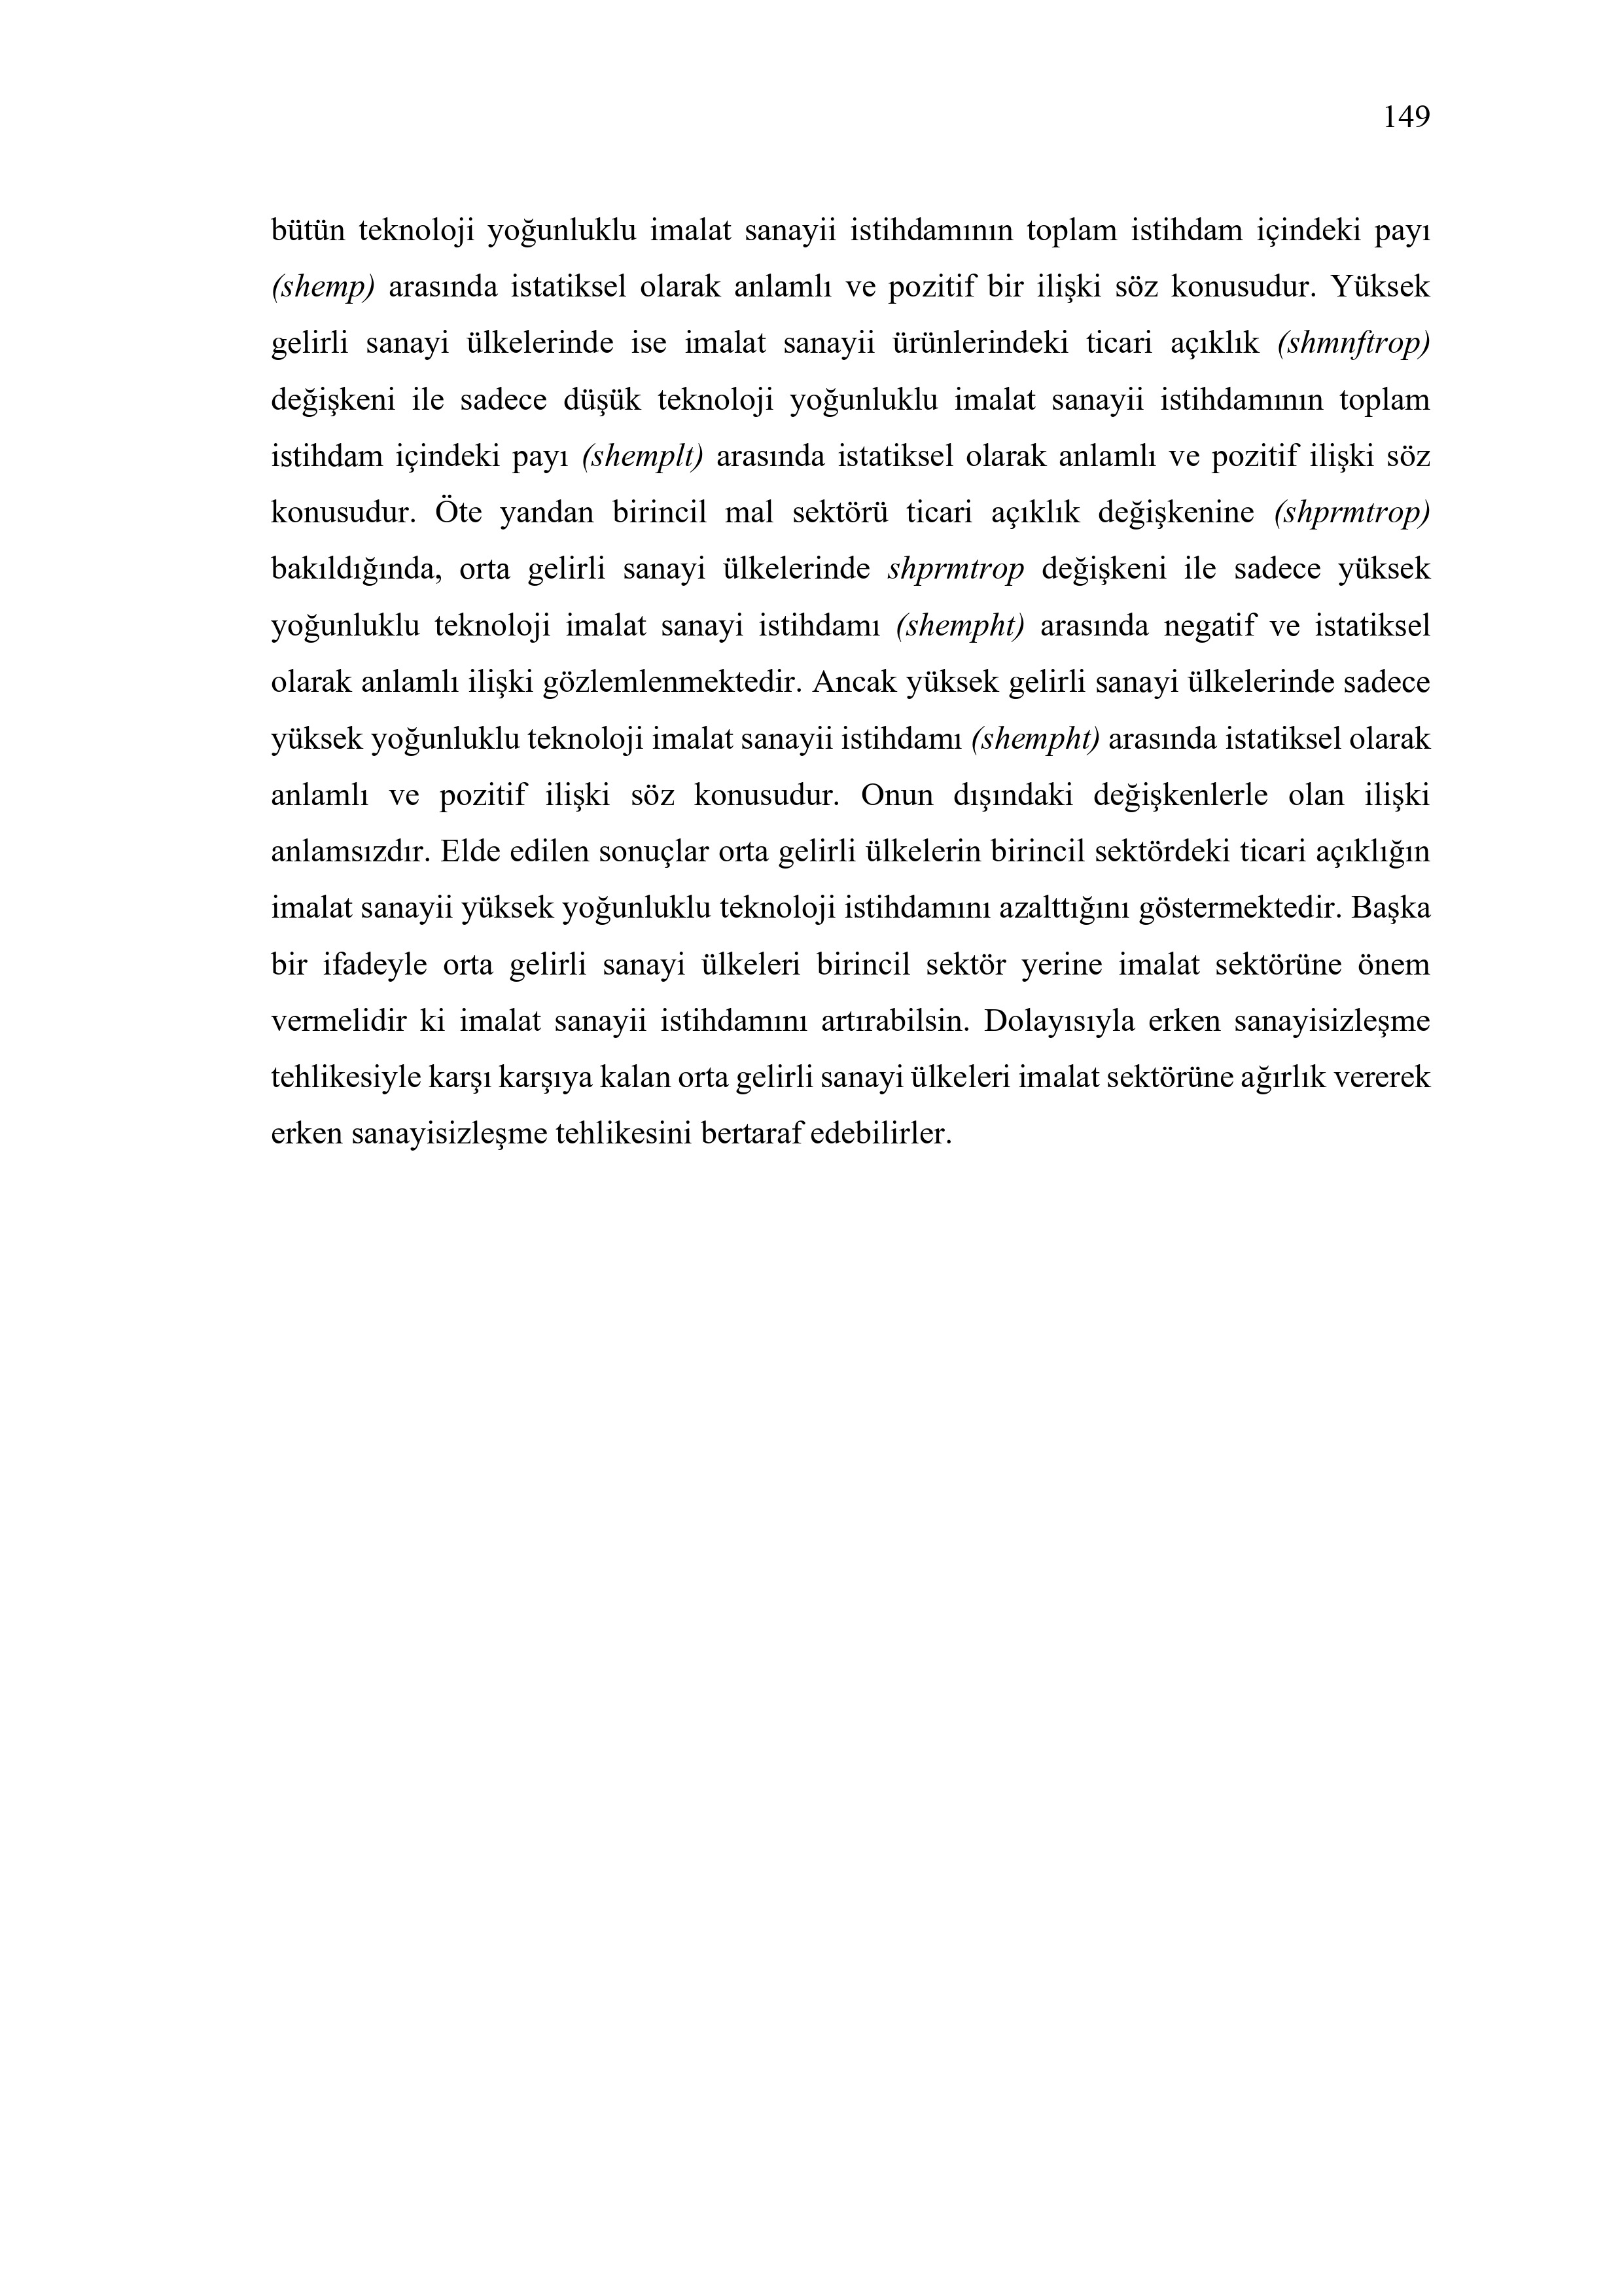 149
bütün teknoloji yoğunluklu imalat sanayii istihdamının toplam istihdam içindeki payı
(shemp) arasında istatiksel olarak anlamlı ve pozitif bir ilişki söz konusudur. Yüksek
gelirli sanayi ülkelerinde ise imalat sanayii ürünlerindeki ticari açıklık (shmnftrop)
değişkeni ile sadece düşük teknoloji yoğunluklu imalat sanayii istihdamının toplam
istihdam içindeki payı (shemplt) arasında istatiksel olarak anlamlı ve pozitif ilişki söz
konusudur. Öte yandan birincil mal sektörü ticari açıklık değişkenine (shprmtrop)
bakıldığında, orta gelirli sanayi ülkelerinde shprmtrop değişkeni ile sadece yüksek
yoğunluklu teknoloji imalat sanayi istihdamı (shempht) arasında negatif ve istatiksel
olarak anlamlı ilişki gözlemlenmektedir. Ancak yüksek gelirli sanayi ülkelerinde sadece
yüksek yoğunluklu teknoloji imalat sanayii istihdamı (shempht) arasında istatiksel olarak
anlamlı ve pozitif ilişki söz konusudur. Onun dışındaki değişkenlerle olan ilişki
anlamsızdır. Elde edilen sonuçlar orta gelirli ülkelerin birincil sektördeki ticari açıklığın
imalat sanayii yüksek yoğunluklu teknoloji istihdamını azalttığını göstermektedir. Başka
bir ifadeyle orta gelirli sanayi ülkeleri birincil sektör yerine imalat sektörüne önem
vermelidir ki imalat sanayii istihdamını artırabilsin. Dolayısıyla erken sanayisizleşme
tehlikesiyle karşı karşıya kalan orta gelirli sanayi ülkeleri imalat sektörüne ağırlık vererek
erken sanayisizleşme tehlikesini bertaraf edebilirler.